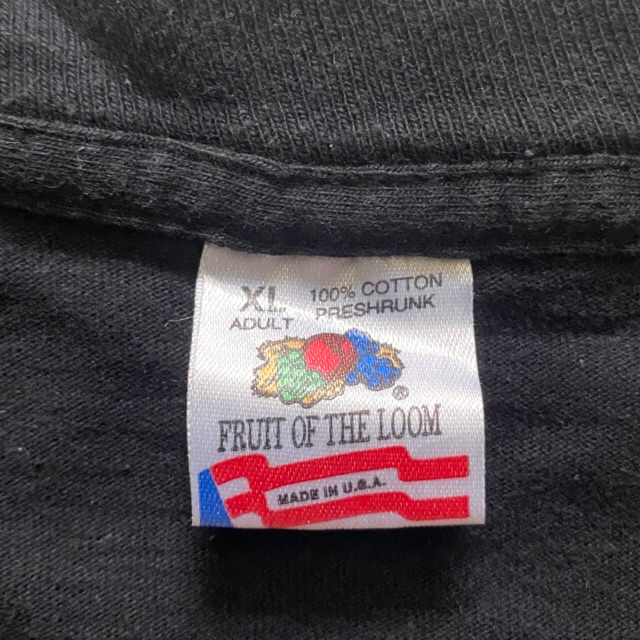 XL 100% COTTON
ADULT PRESHRUNK
®
FRUIT OF THE LOOM
MADE IN U.S.A.